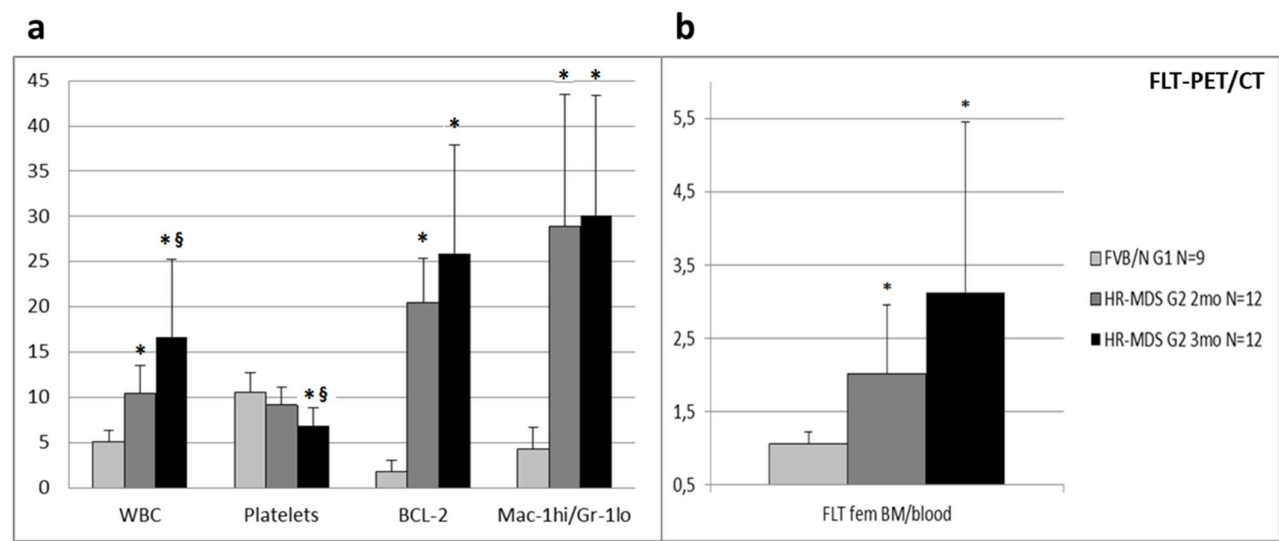 a
45
40
35
30
25
20
15
10
5
0
* * § * § * * * *
WBC Platelets BCL-2 Mac-1hi/Gr-1lo
b
FLT-PET/CT
5,5
4,5
3,5
2,5
1,5
0,5
* *
FLT fem BM/blood
FVB/N G1 N=9
HR-MDS G2 2mo N=12
HR-MDS G2 3mo N=12